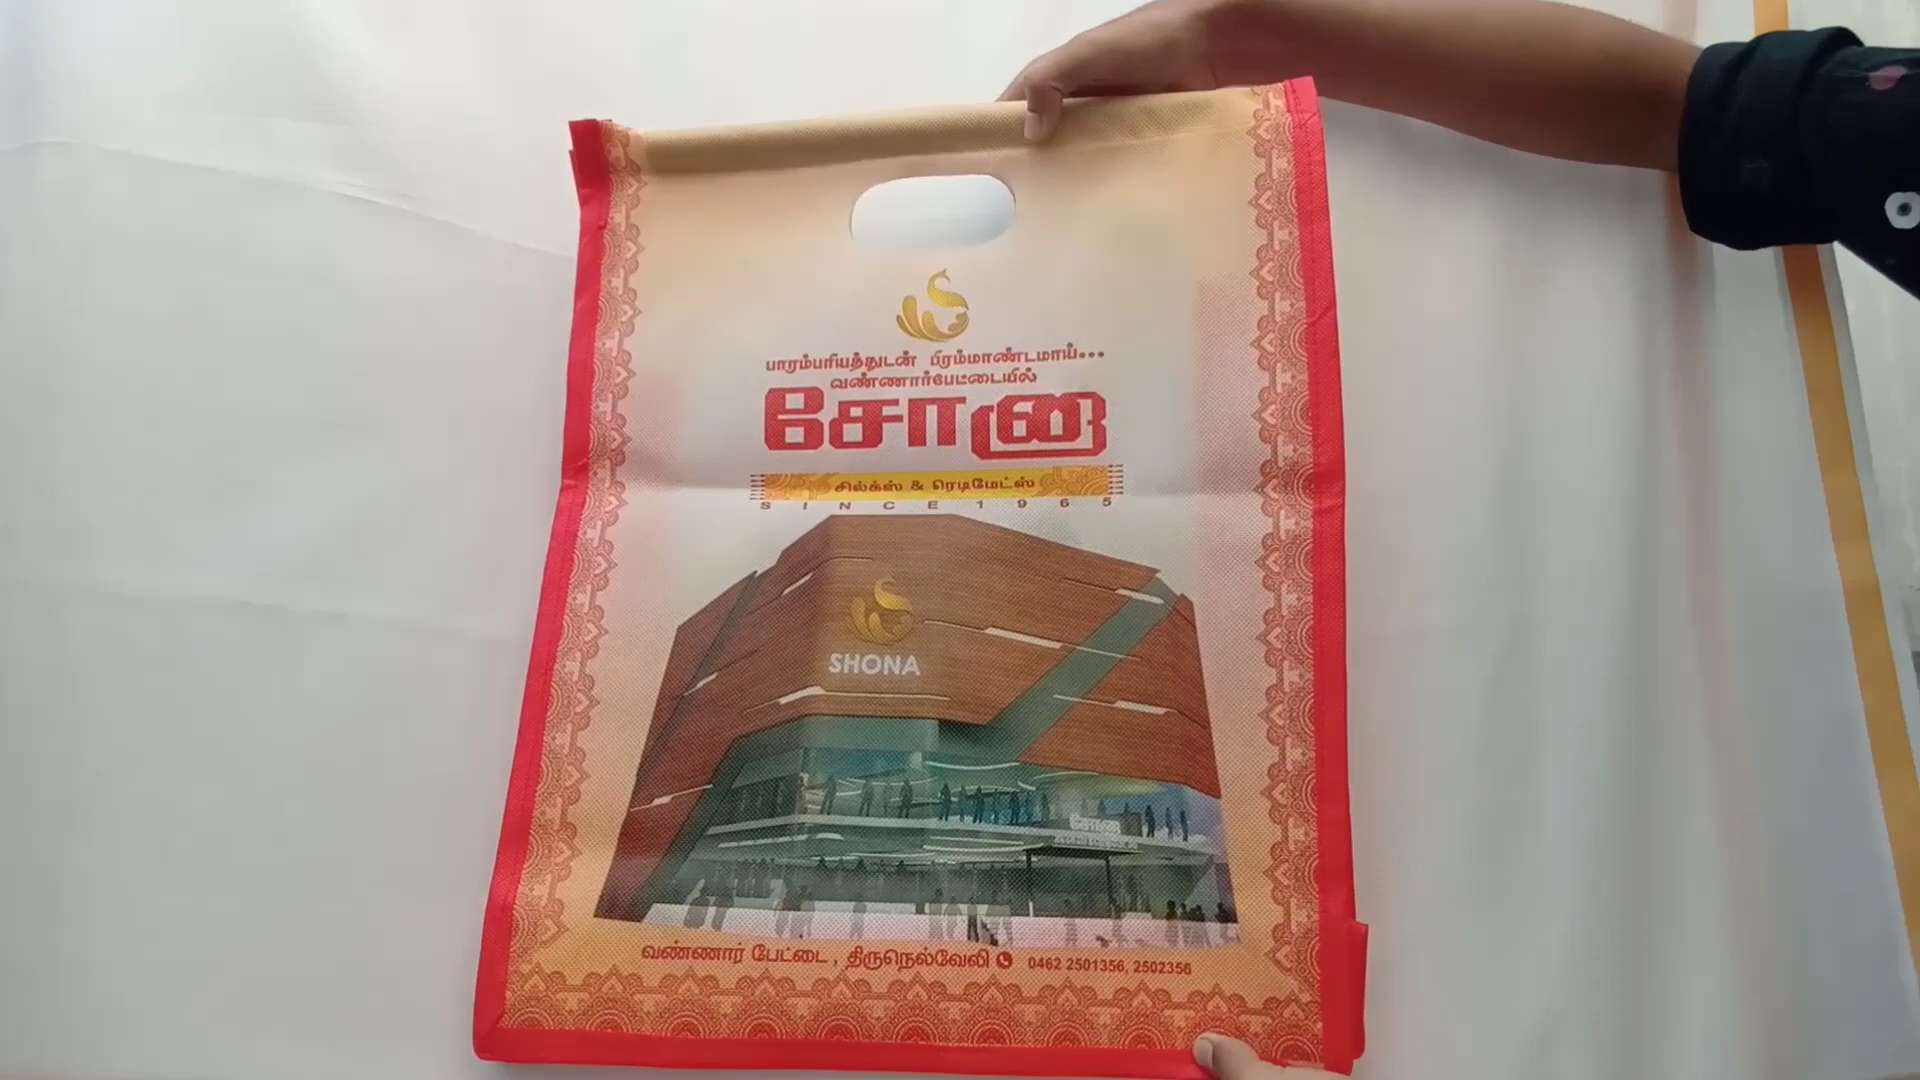 பாரம்பரியத்துடன் பிரம்மாண்டமாய்...
வண்ணார்பேட்டையில்
சோனா
சில்க்ஸ் & ரெடிமேட்ஸ்
SINCE 1965
SHONA
சோனா
வண்ணார் பேட்டை, திருநெல்வேலி 0462 2501356, 2502356